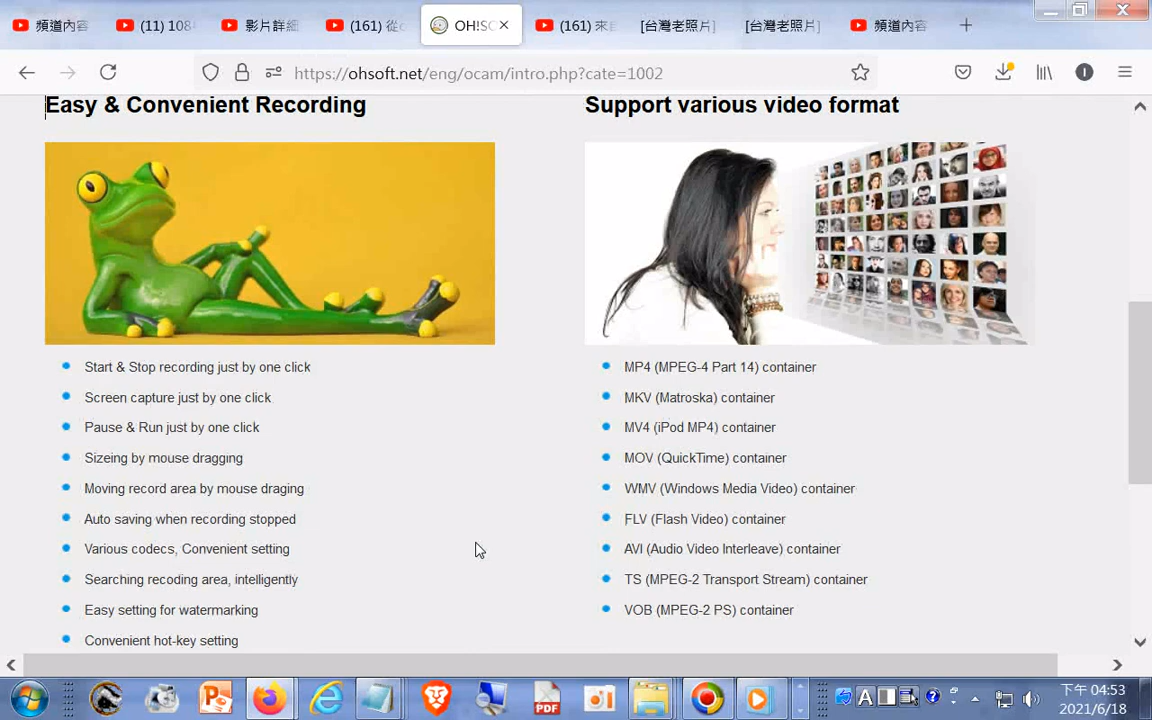 頻道內容
(11) 108
影片詳細
(161) 從
OH!SC
(161) 來自
[台灣老照片]
[台灣老照片]
頻道內容
https://ohsoft.net/eng/ocam/intro.php?cate=1002
Easy & Convenient Recording
Start & Stop recording just by one click
Screen capture just by one click
Pause & Run just by one click
Sizeing by mouse dragging
Moving record area by mouse draging
Auto saving when recording stopped
Various codecs, Convenient setting
Searching recoding area, intelligently
Easy setting for watermarking
Convenient hot-key setting
Support various video format
MP4 (MPEG-4 Part 14) container
MKV (Matroska) container
MV4 (iPod MP4) container
MOV (QuickTime) container
WMV (Windows Media Video) container
FLV (Flash Video) container
AVI (Audio Video Interleave) container
TS (MPEG-2 Transport Stream) container
VOB (MPEG-2 PS) container
PDF
A
下午 04:53
2021/6/18